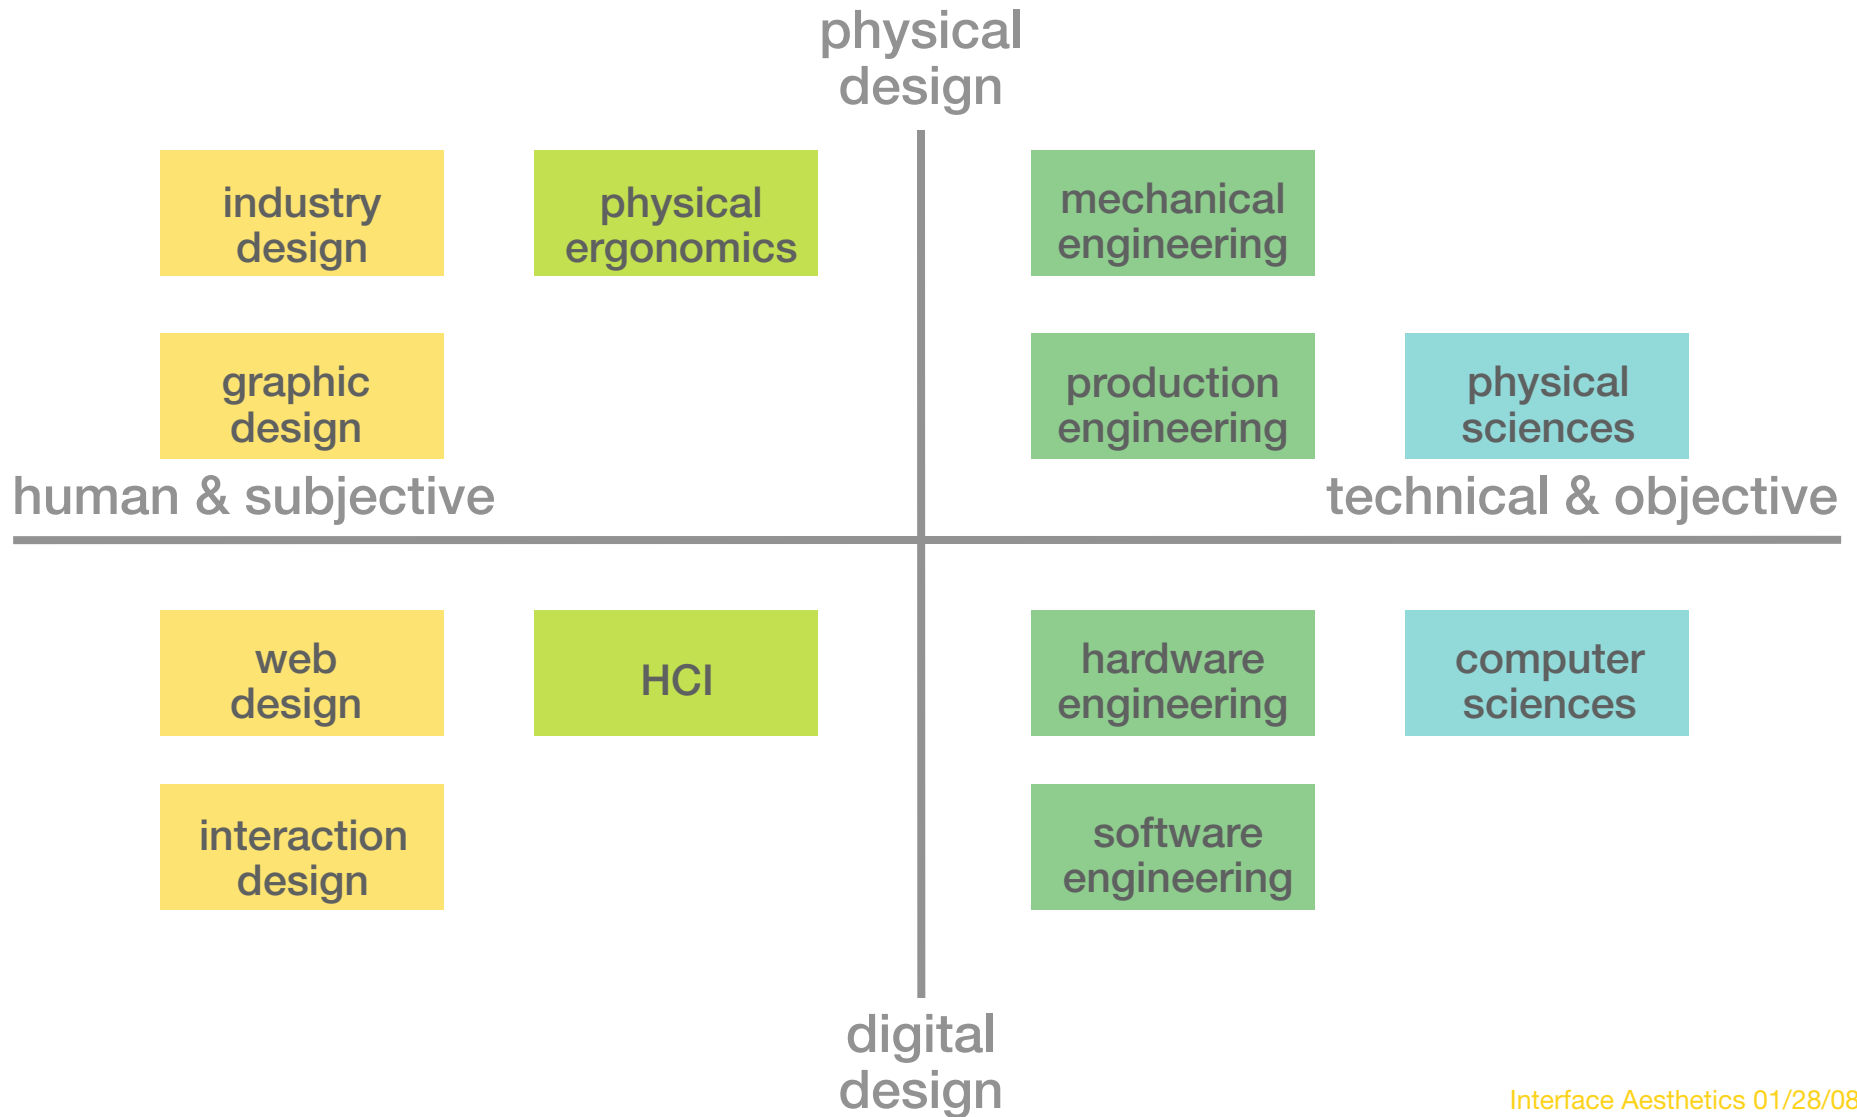 physical
design
industry
design
physical
ergonomics
mechanical
engineering
graphic
design
production
engineering
physical
sciences
human & subjective
technical & objective
web
design
HCI
hardware
engineering
computer
sciences
interaction
design
software
engineering
digital
design
Interface Aesthetics 01/28/08